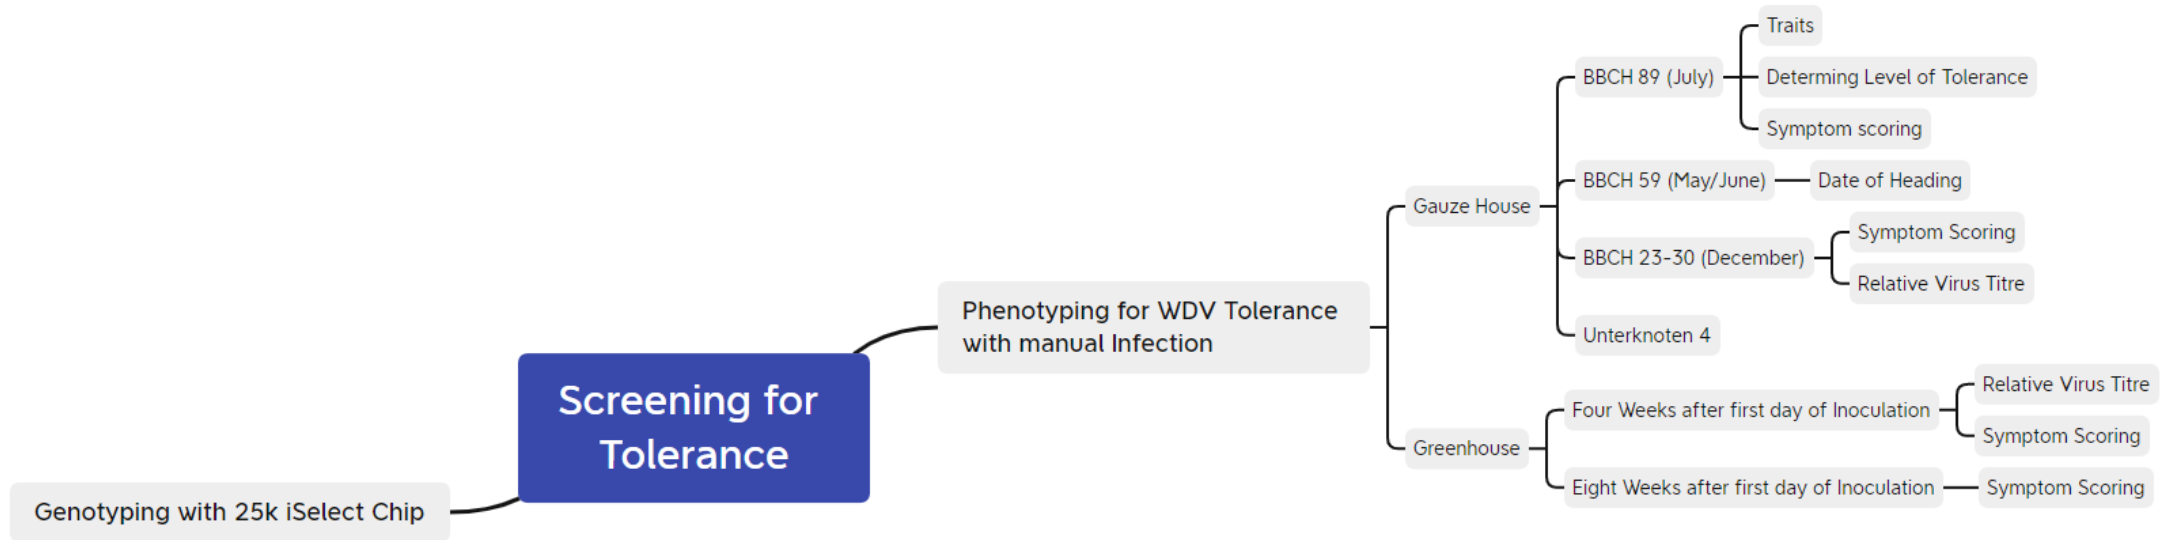 Screening for
Tolerance
Genotyping with 25k iSelect Chip
Phenotyping for WDV Tolerance
with manual Infection
Gauze House
BBCH 89 (July)
Traits
Determing Level of Tolerance
Symptom scoring
BBCH 59 (May/June)
Date of Heading
BBCH 23-30 (December)
Symptom Scoring
Relative Virus Titre
Unterknoten 4
Greenhouse
Four Weeks after first day of Inoculation
Relative Virus Titre
Symptom Scoring
Eight Weeks after first day of Inoculation
Symptom Scoring